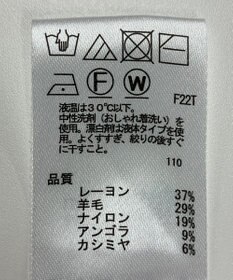 F
W
F22T
液温は30℃以下。
中性洗剤(おしゃれ着洗い)を
使用。漂白剤は液体タイプを使
用。よくすすぎ、絞りの後すぐ
に干すこと。
110
品質
レーヨン 37%
羊毛 29%
ナイロン 19%
アンゴラ 9%
カシミヤ 6%